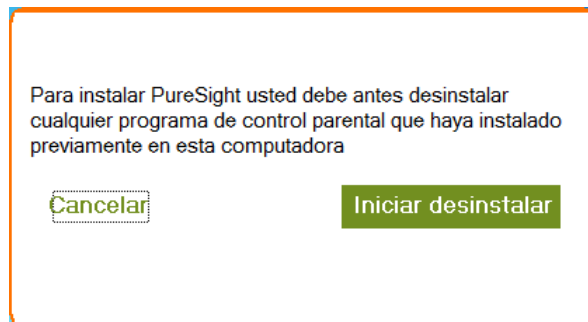 Para instalar PureSight usted debe antes desinstalar
cualquier programa de control parental que haya instalado
previamente en esta computadora
Cancelar
Iniciar desinstalar